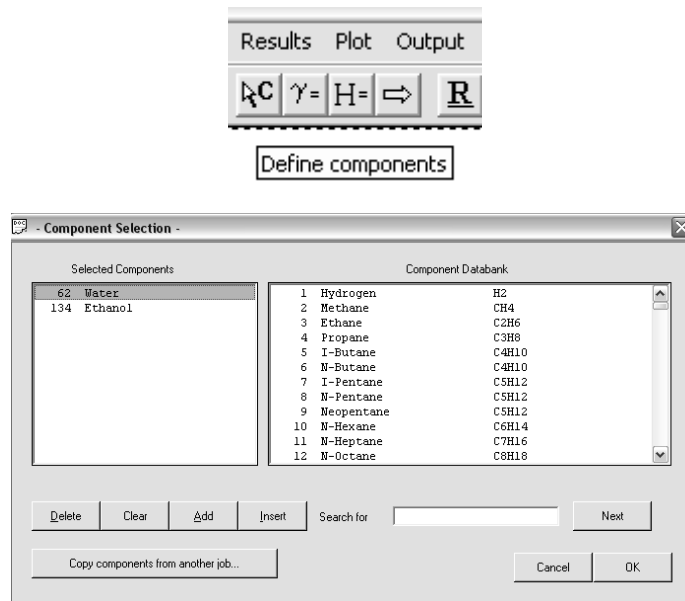 Results Plot Output
C γ= H= ⇨ R
Define components
- Component Selection -
Selected Components Component Databank
62 Water
134 Ethanol
1 Hydrogen H2
2 Methane CH4
3 Ethane C2H6
4 Propane C3H8
5 I-Butane C4H10
6 N-Butane C4H10
7 I-Pentane C5H12
8 N-Pentane C5H12
9 Neopentane C5H12
10 N-Hexane C6H14
11 N-Heptane C7H16
12 N-Octane C8H18
Delete Clear Add Insert Search for Next
Copy components from another job... Cancel OK